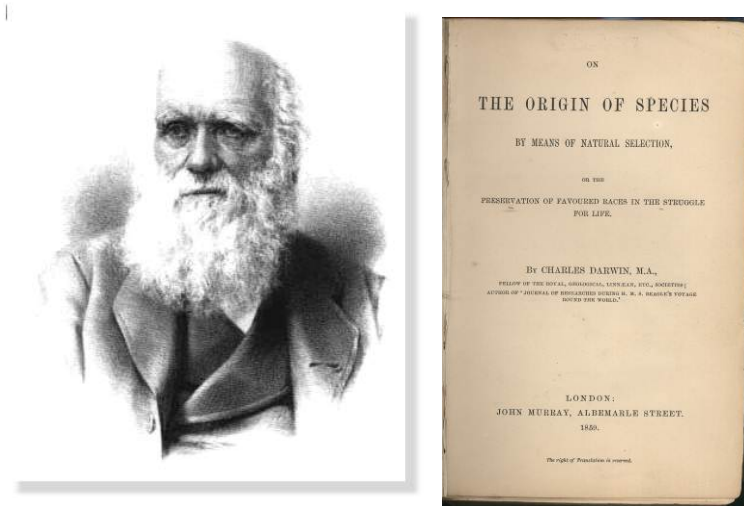 ON
THE ORIGIN OF SPECIES
BY MEANS OF NATURAL SELECTION,
OR THE
PRESERVATION OF FAVOURED RACES IN THE STRUGGLE
FOR LIFE.
BY CHARLES DARWIN, M.A.,
FELLOW OF THE ROYAL, GEOLOGICAL, LINNÆAN, ETC., SOCIETIES;
AUTHOR OF 'JOURNAL OF RESEARCHES DURING H. M. S. BEAGLE'S VOYAGE
ROUND THE WORLD.'
LONDON:
JOHN MURRAY, ALBEMARLE STREET.
1859.
The right of Translation is reserved.